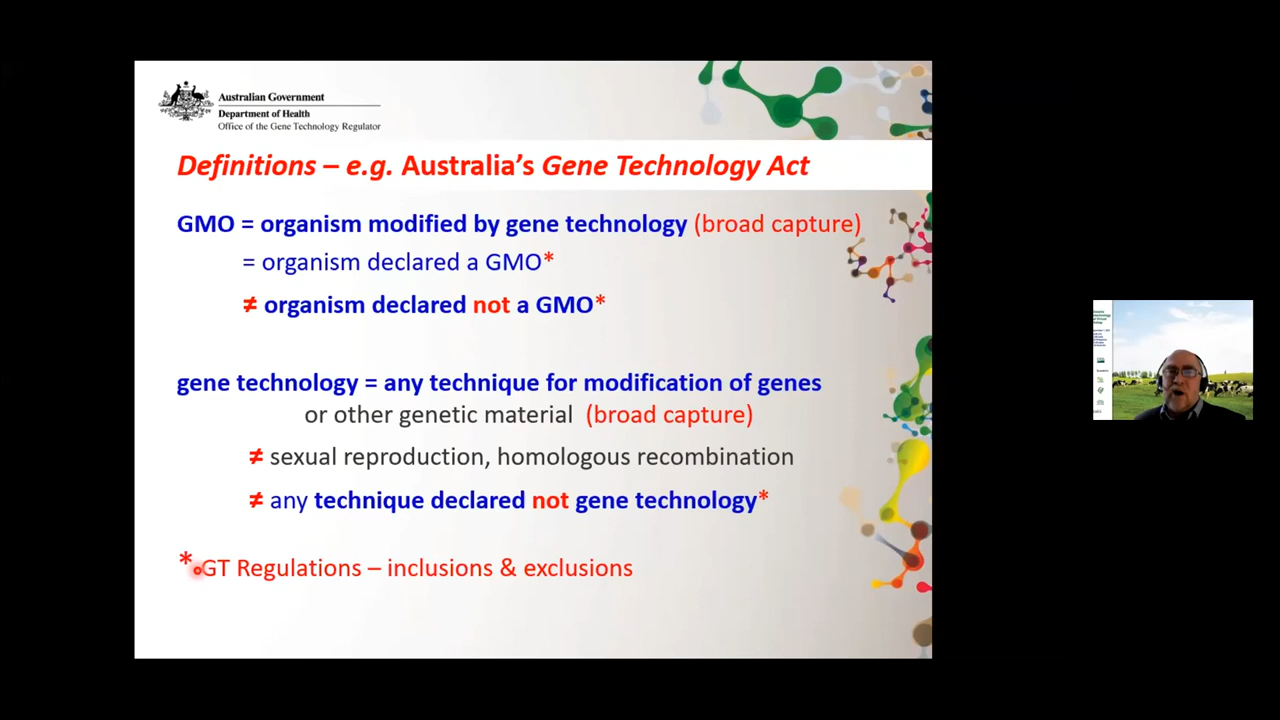 Australian Government
Department of Health
Office of the Gene Technology Regulator
Definitions – e.g. Australia's Gene Technology Act
GMO = organism modified by gene technology (broad capture)
= organism declared a GMO*
≠ organism declared not a GMO*
gene technology = any technique for modification of genes
or other genetic material (broad capture)
≠ sexual reproduction, homologous recombination
≠ any technique declared not gene technology*
* GT Regulations – inclusions & exclusions